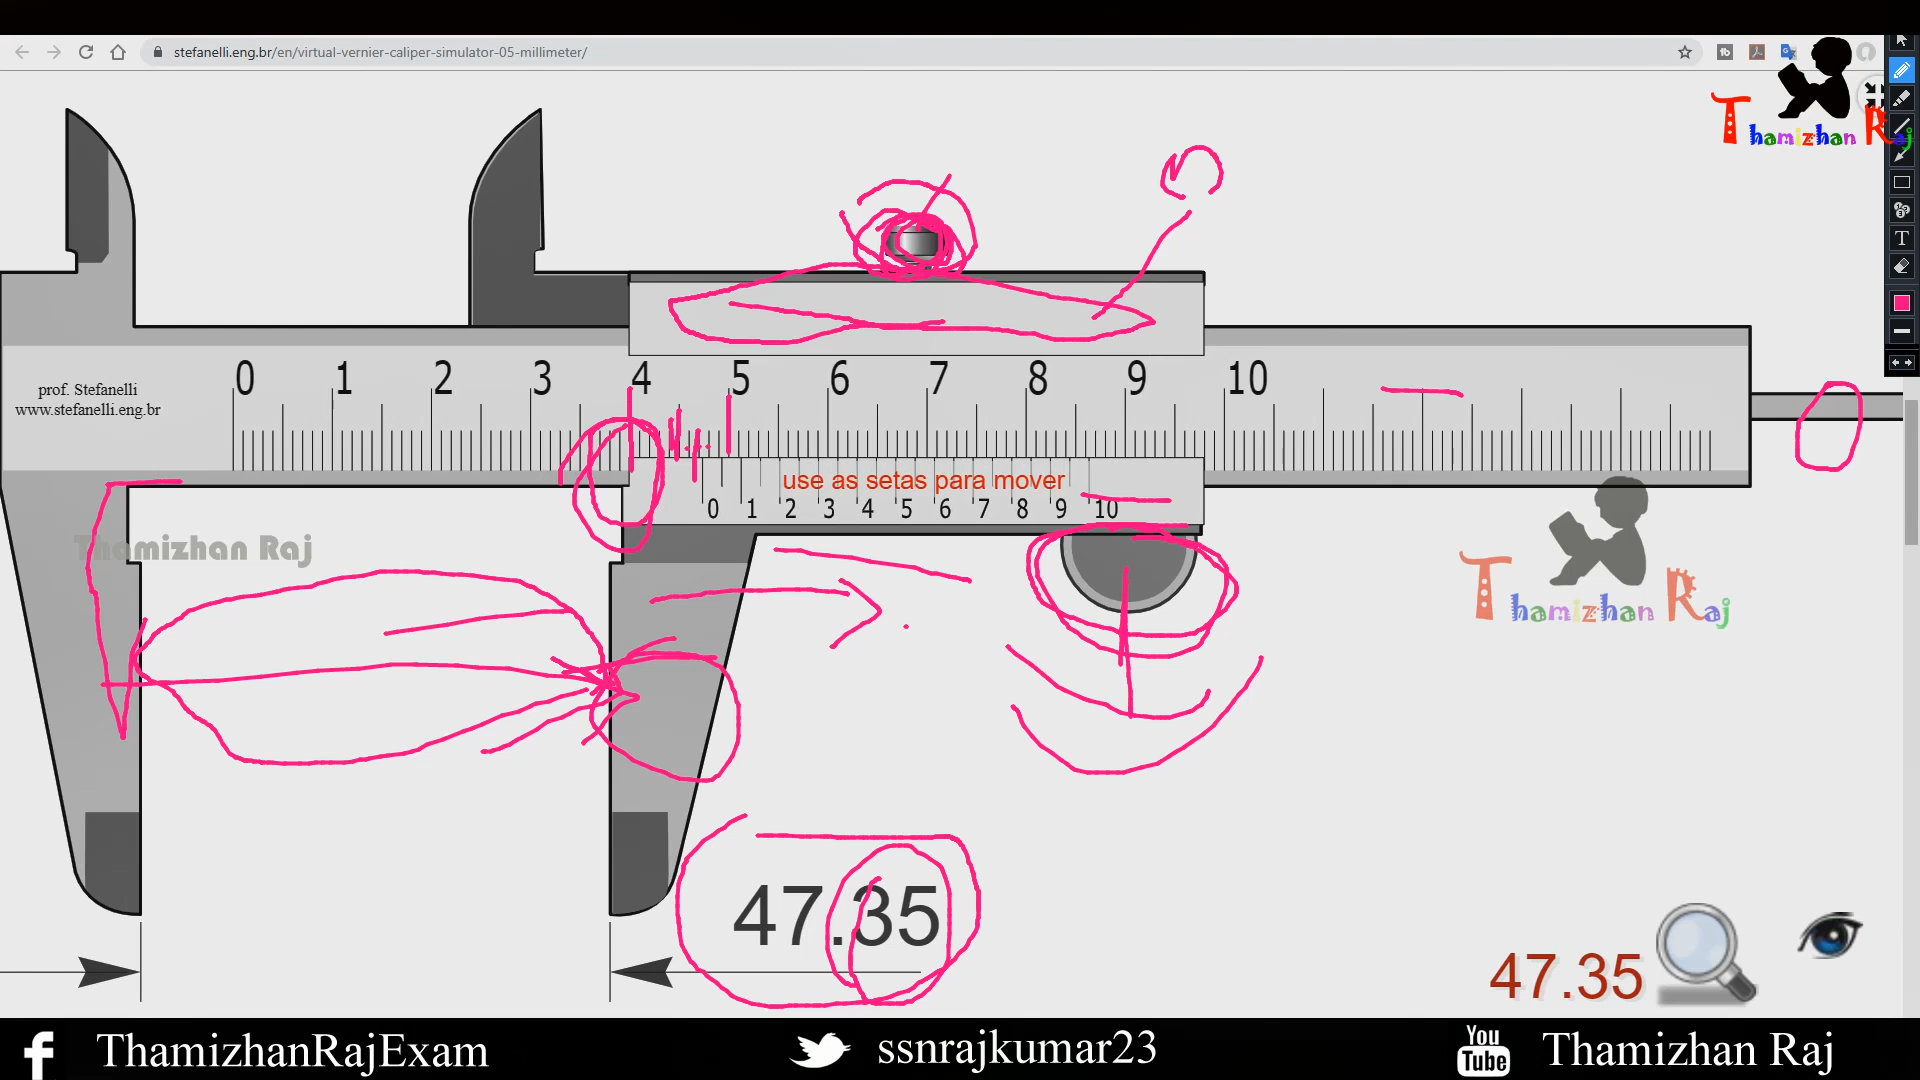 stefanelli.eng.br/en/virtual-vernier-caliper-simulator-05-millimeter/
Thamizhan Raj
0 1 2 3 4 5 6 7 8 9 10
prof. Stefanelli
www.stefanelli.eng.br
use as setas para mover
0 1 2 3 4 5 6 7 8 9 10
Thamizhan Raj
Thamizhan Raj
47.35
47.35
ThamizhanRajExam
ssnrajkumar23
You
Tube
Thamizhan Raj